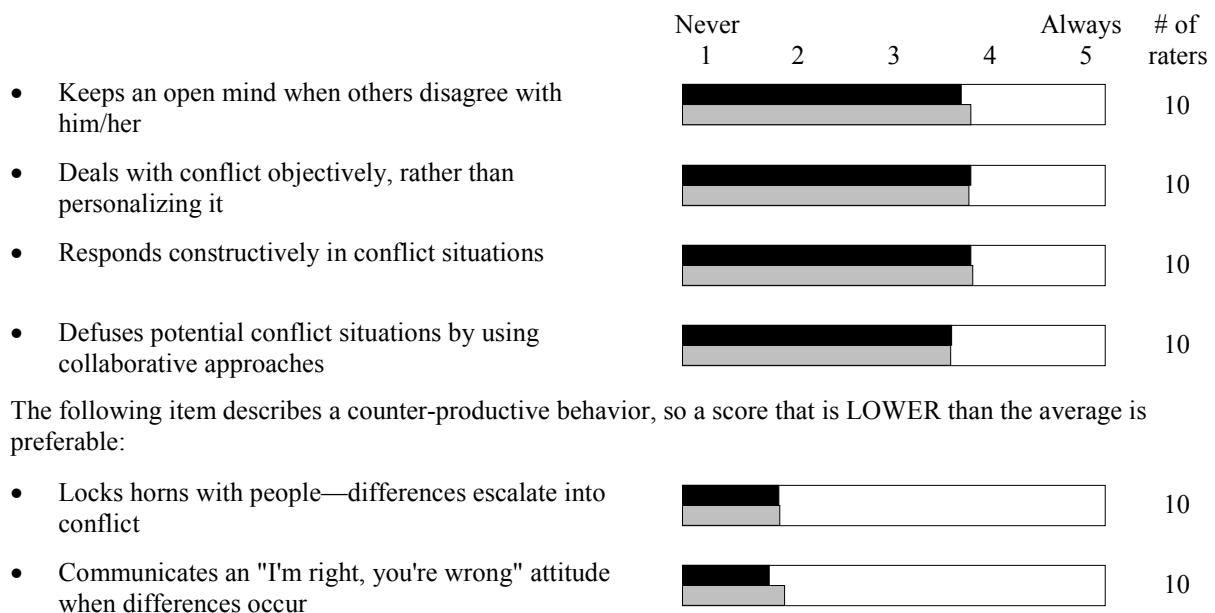 Never Always # of
1 2 3 4 5 raters
• Keeps an open mind when others disagree with
him/her
10
• Deals with conflict objectively, rather than
personalizing it
10
• Responds constructively in conflict situations
10
• Defuses potential conflict situations by using
collaborative approaches
10
The following item describes a counter-productive behavior, so a score that is LOWER than the average is
preferable:
• Locks horns with people—differences escalate into
conflict
10
• Communicates an "I'm right, you're wrong" attitude
when differences occur
10